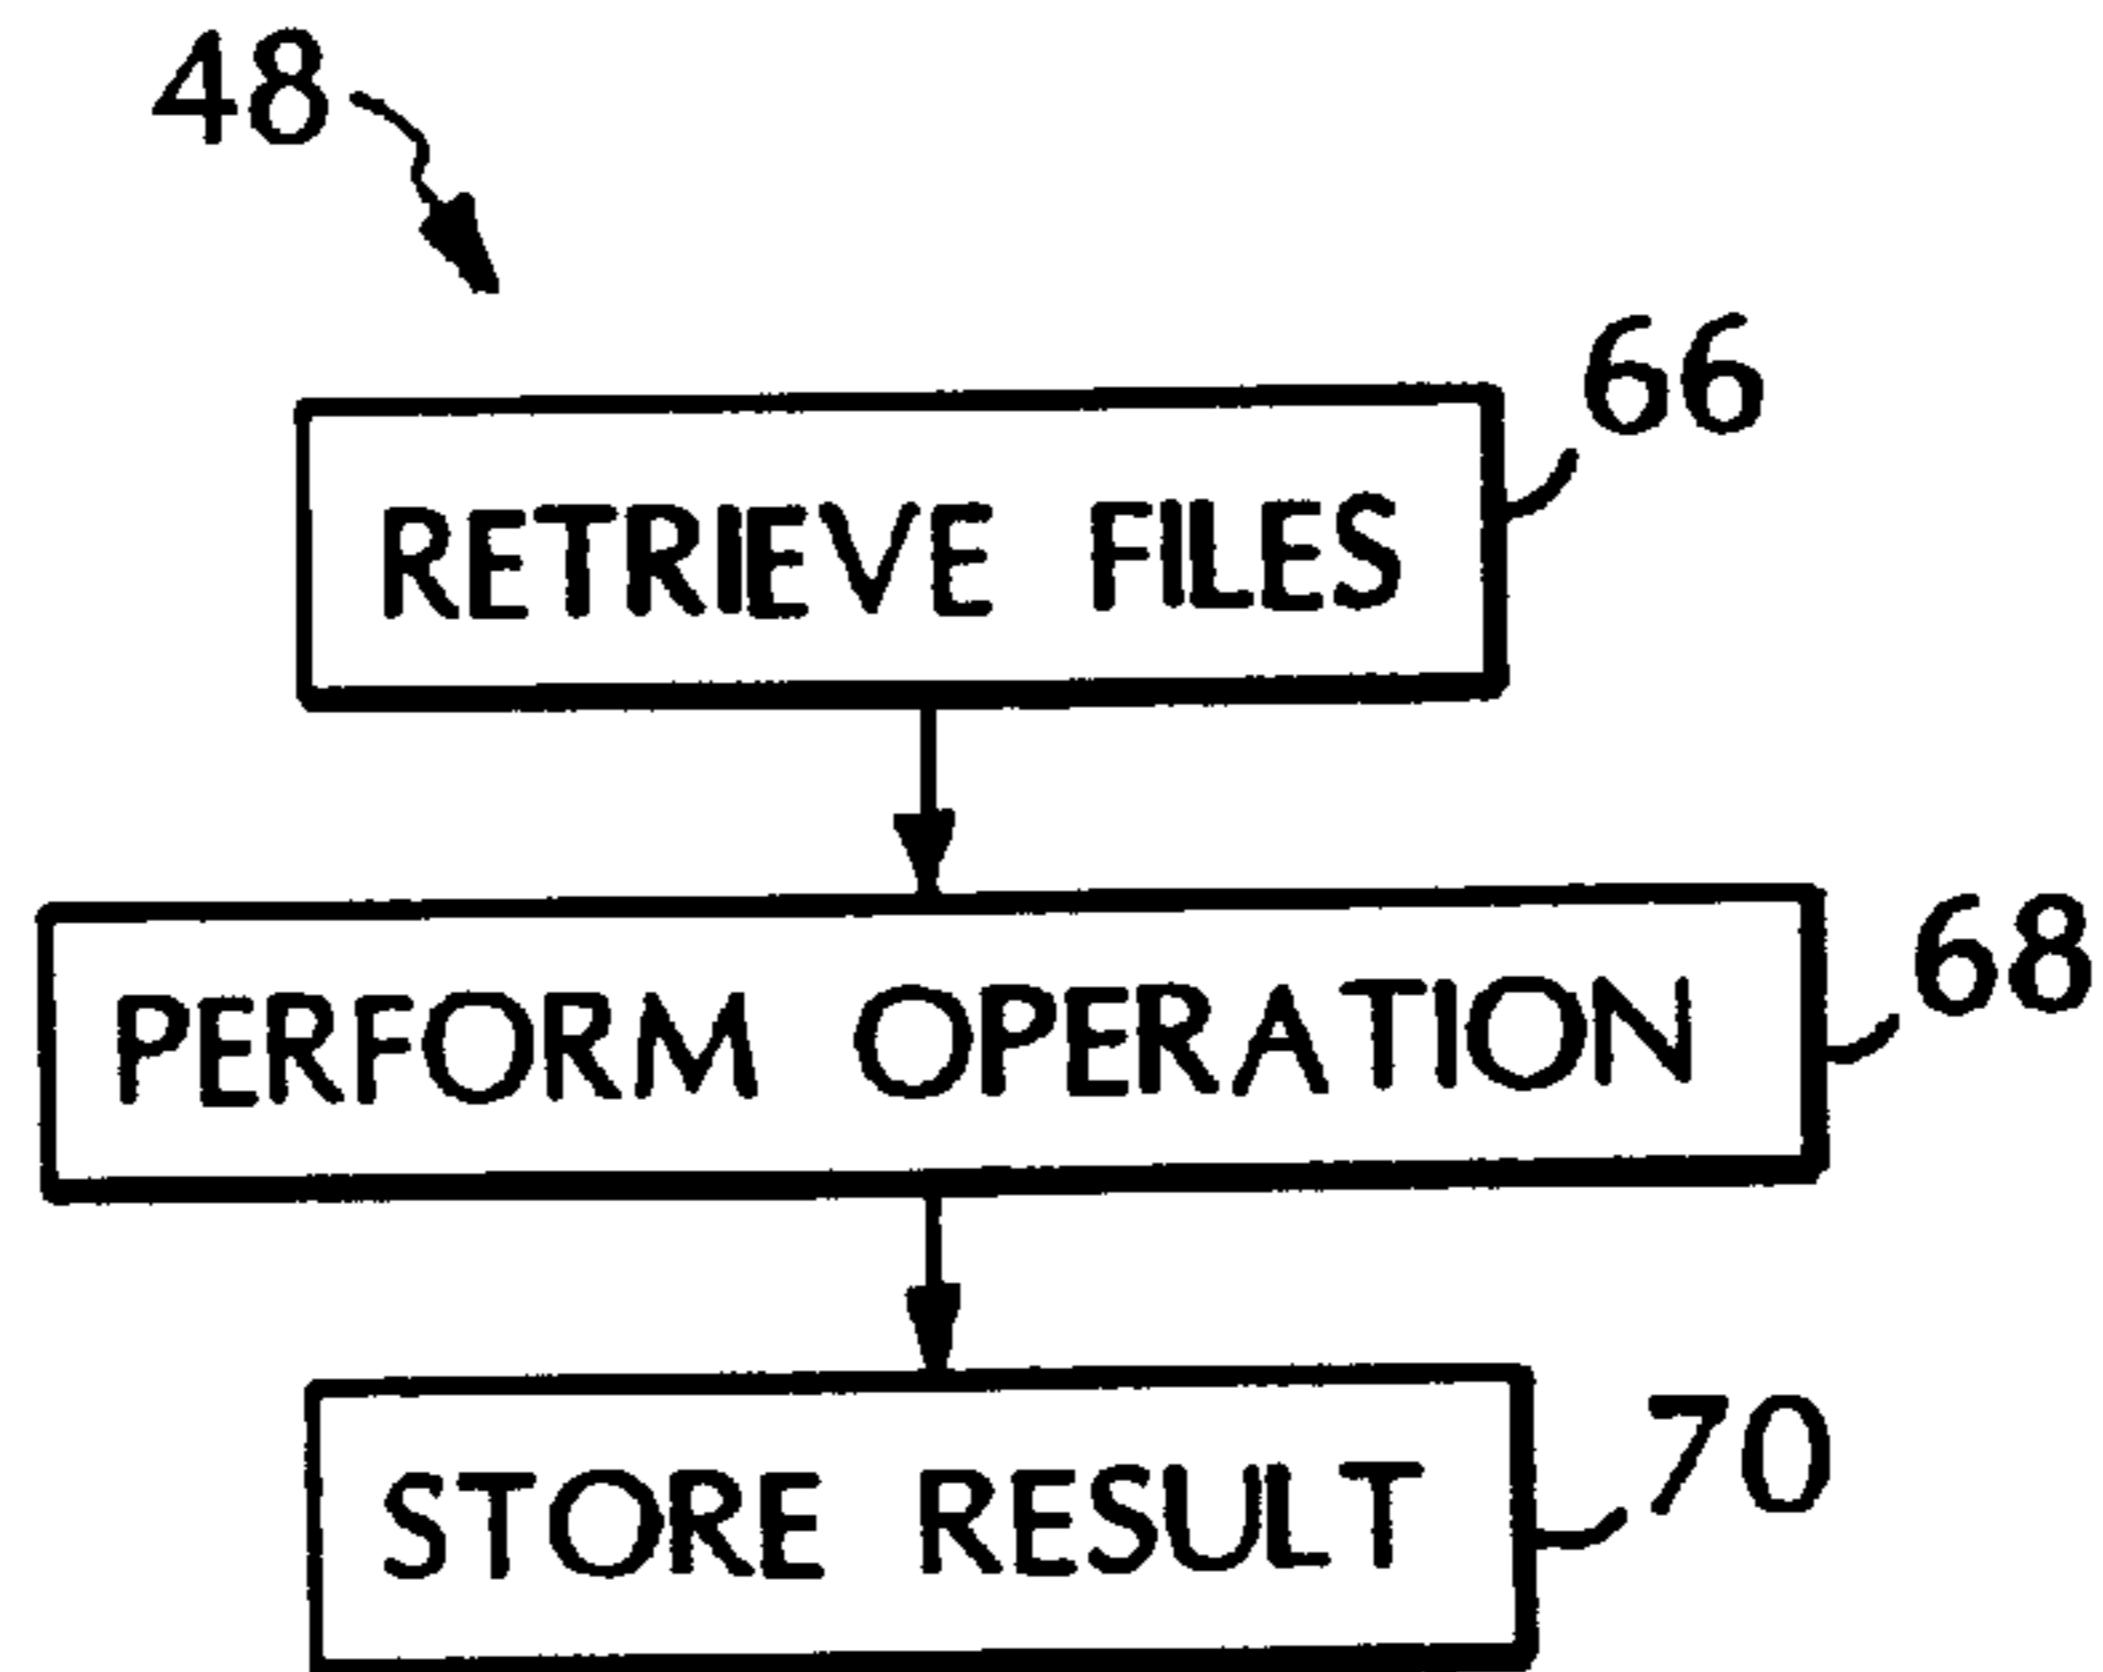 48
66
RETRIEVE FILES
68
PERFORM OPERATION
70
STORE RESULT